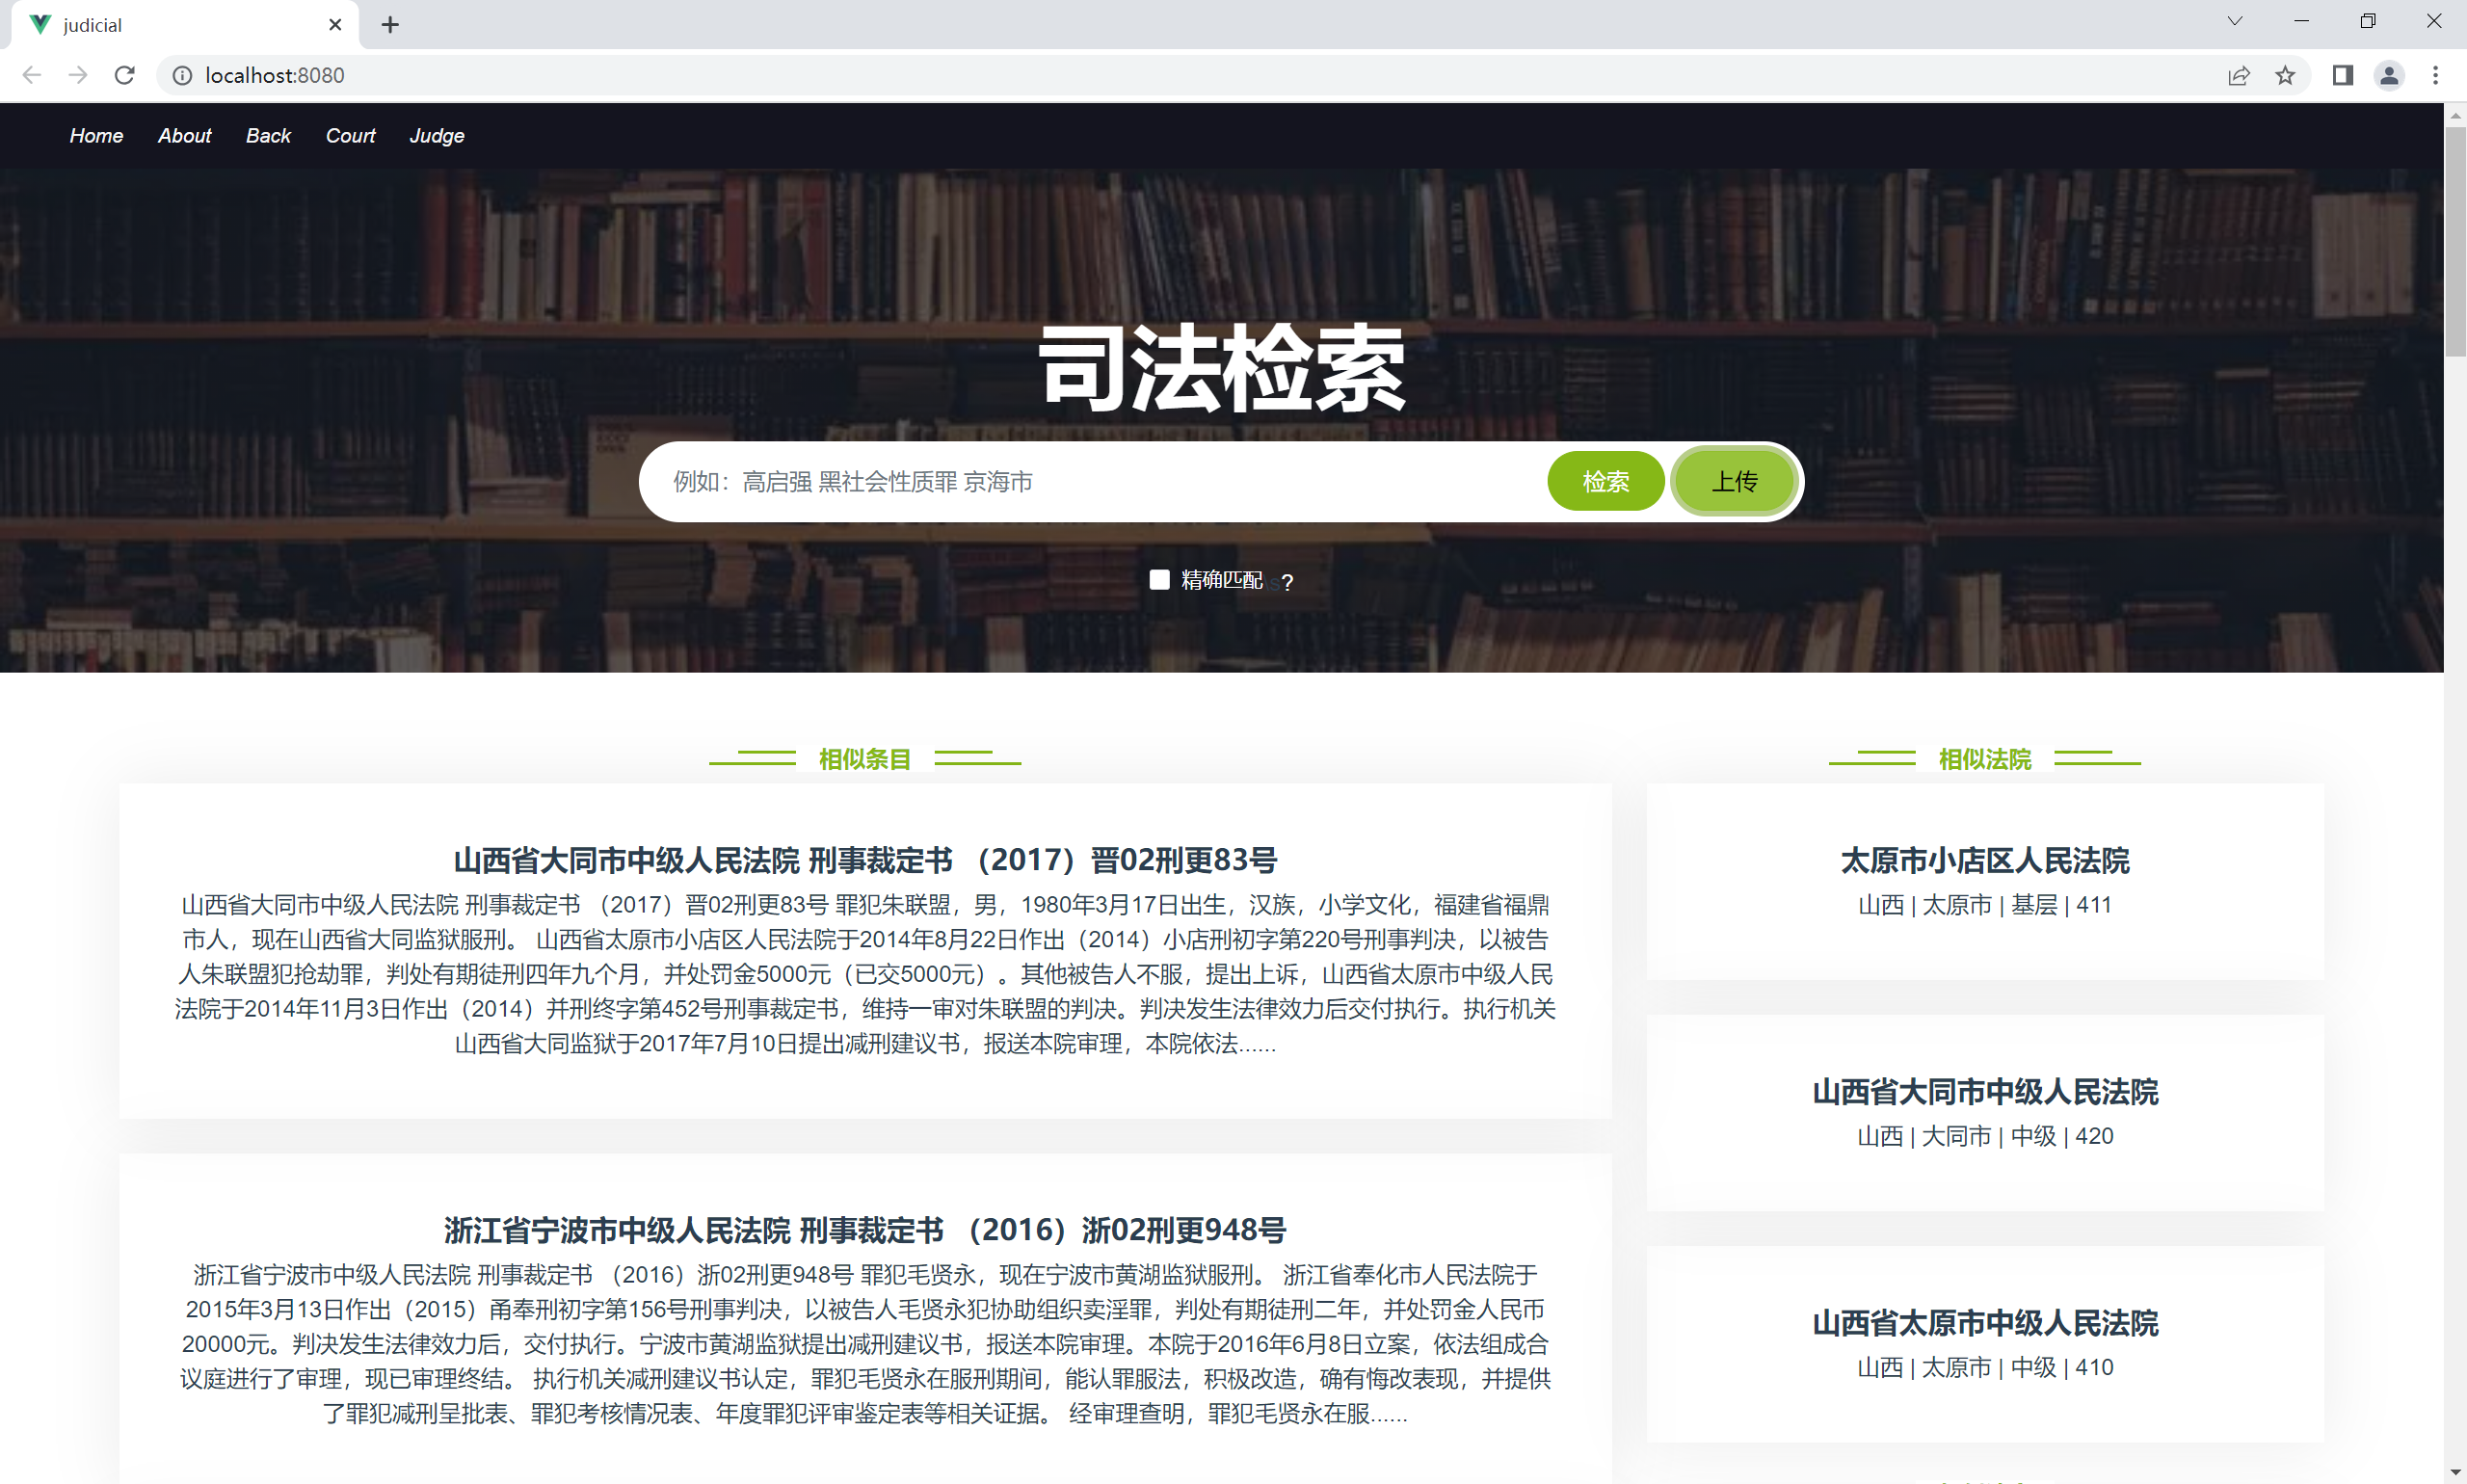 judicial
localhost:8080
Home About Back Court Judge
司法检索
例如：高启强 黑社会性质罪 京海市
检索
上传
精确匹配 ?
相似条目
山西省大同市中级人民法院 刑事裁定书 （2017）晋02刑更83号
山西省大同市中级人民法院 刑事裁定书 （2017）晋02刑更83号 罪犯朱联盟，男，1980年3月17日出生，汉族，小学文化，福建省福鼎
市人，现在山西省大同监狱服刑。 山西省太原市小店区人民法院于2014年8月22日作出（2014）小店刑初字第220号刑事判决，以被告
人朱联盟犯抢劫罪，判处有期徒刑四年九个月，并处罚金5000元（已交5000元）。其他被告人不服，提出上诉，山西省太原市中级人民
法院于2014年11月3日作出（2014）并刑终字第452号刑事裁定书，维持一审对朱联盟的判决。判决发生法律效力后交付执行。执行机关
山西省大同监狱于2017年7月10日提出减刑建议书，报送本院审理，本院依法......
浙江省宁波市中级人民法院 刑事裁定书 （2016）浙02刑更948号
浙江省宁波市中级人民法院 刑事裁定书 （2016）浙02刑更948号 罪犯毛贤永，现在宁波市黄湖监狱服刑。 浙江省奉化市人民法院于
2015年3月13日作出（2015）甬奉刑初字第156号刑事判决，以被告人毛贤永犯协助组织卖淫罪，判处有期徒刑二年，并处罚金人民币
20000元。判决发生法律效力后，交付执行。宁波市黄湖监狱提出减刑建议书，报送本院审理。本院于2016年6月8日立案，依法组成合
议庭进行了审理，现已审理终结。 执行机关减刑建议书认定，罪犯毛贤永在服刑期间，能认罪服法，积极改造，确有悔改表现，并提供
了罪犯减刑呈批表、罪犯考核情况表、年度罪犯评审鉴定表等相关证据。 经审理查明，罪犯毛贤永在服......
相似法院
太原市小店区人民法院
山西 | 太原市 | 基层 | 411
山西省大同市中级人民法院
山西 | 大同市 | 中级 | 420
山西省太原市中级人民法院
山西 | 太原市 | 中级 | 410